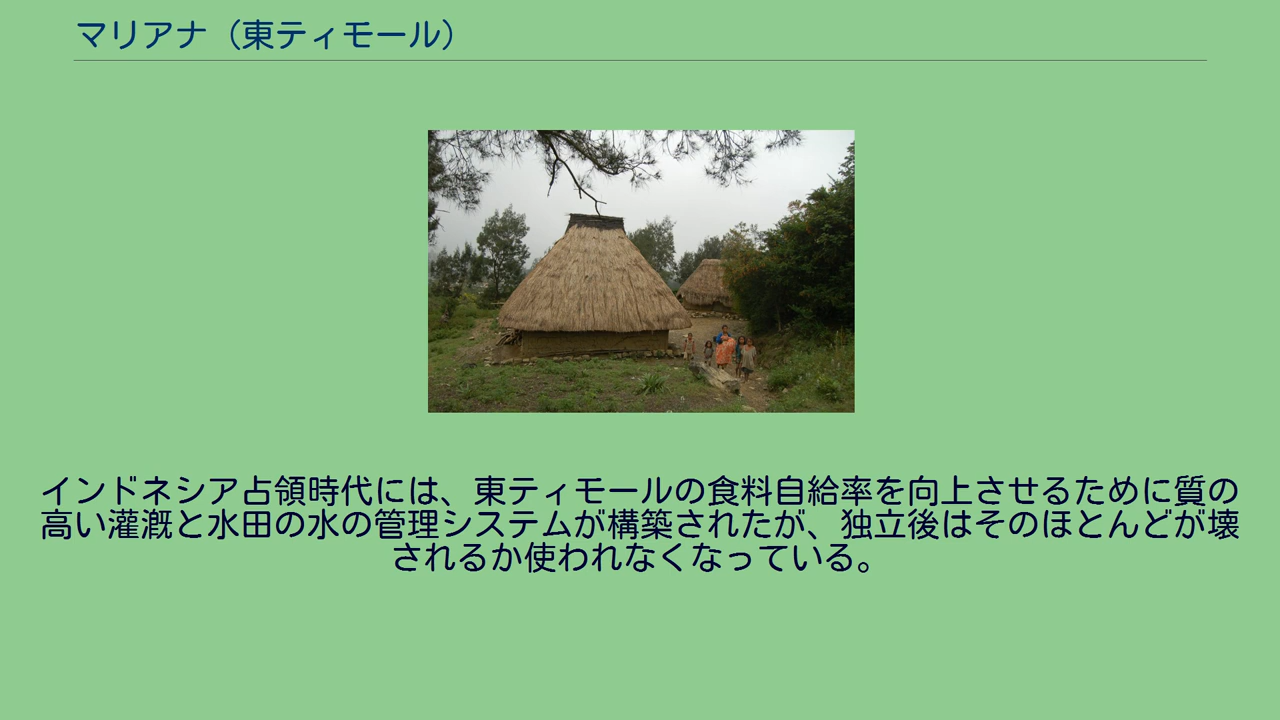 マリアナ（東ティモール）
インドネシア占領時代には、東ティモールの食料自給率を向上させるために質の
高い灌漑と水田の水の管理システムが構築されたが、独立後はそのほとんどが壊
されるか使われなくなっている。